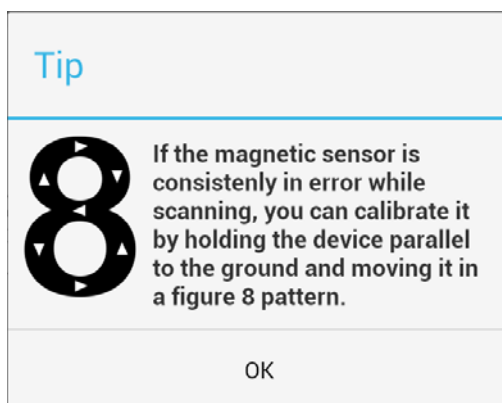 Tip
If the magnetic sensor is
consistenly in error while
scanning, you can calibrate it
by holding the device parallel
to the ground and moving it in
a figure 8 pattern.
OK